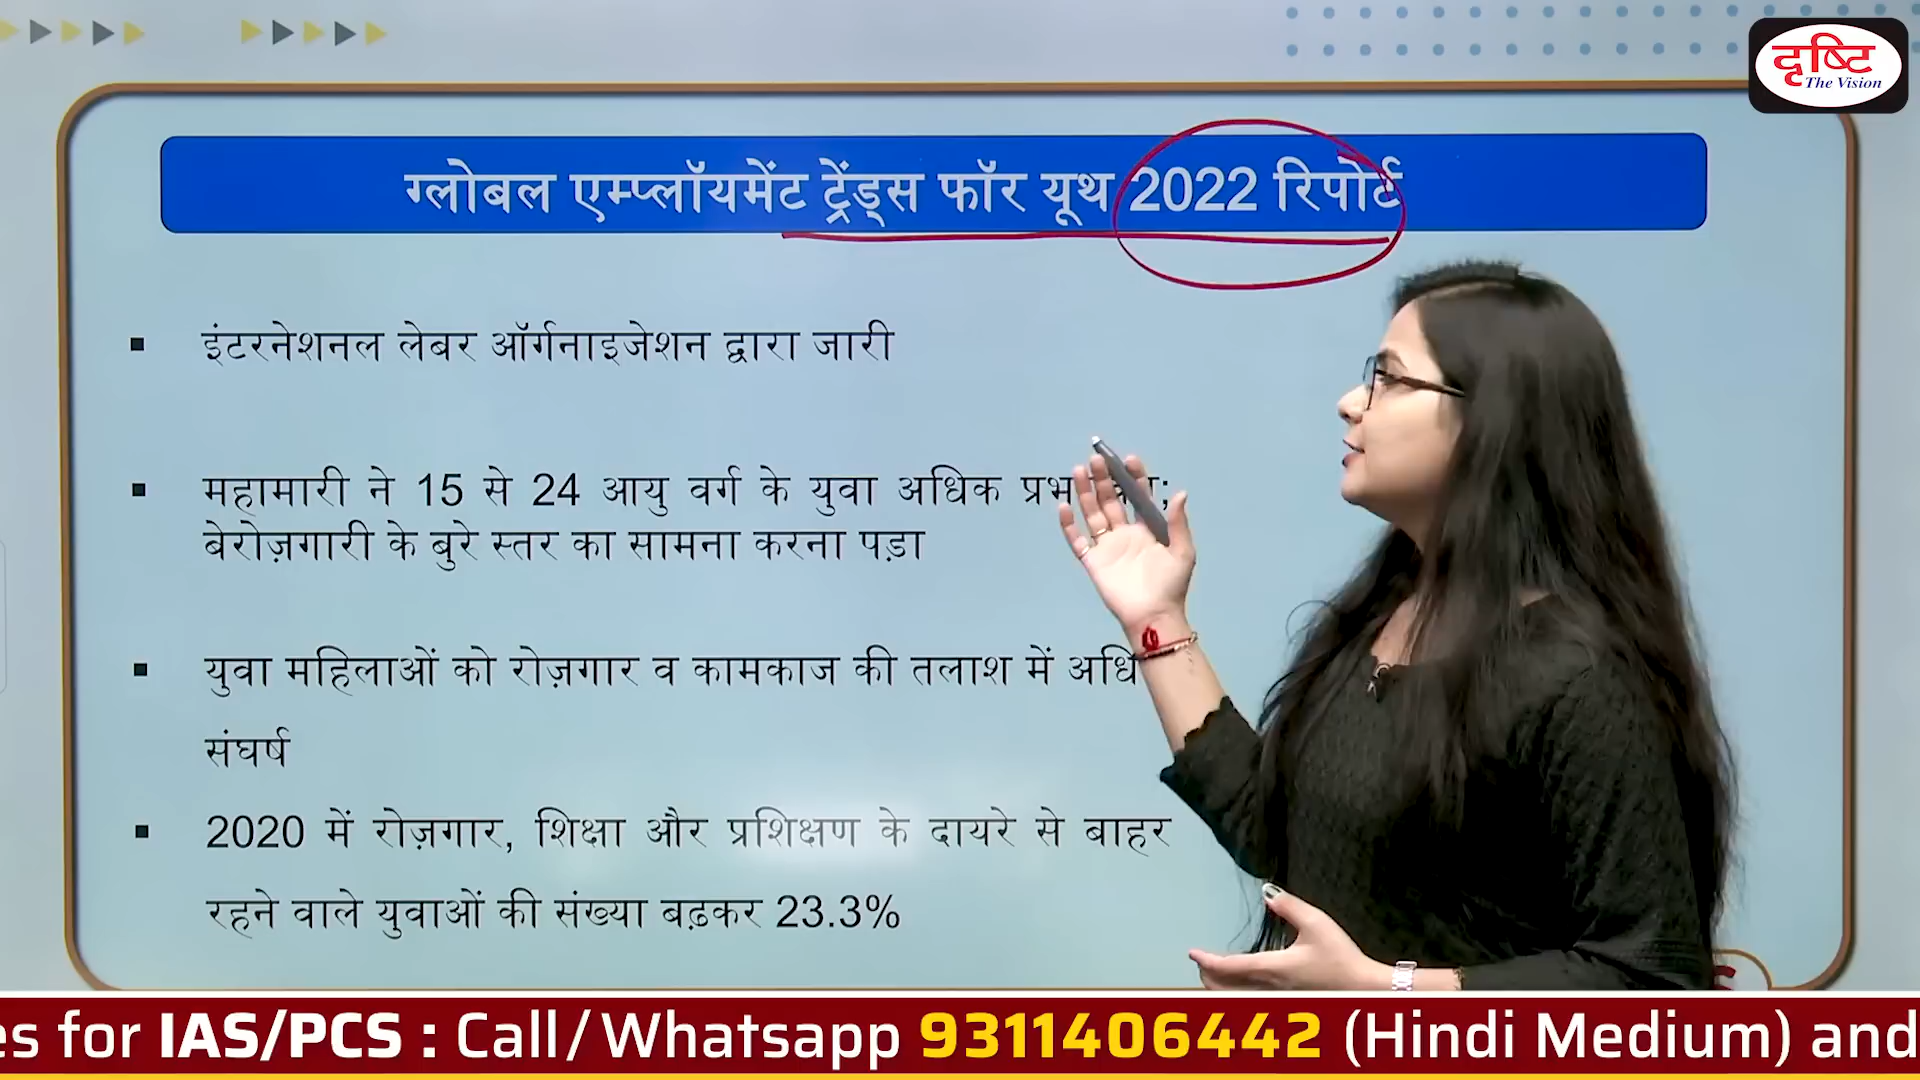 दृष्टि
The Vision
ग्लोबल एम्प्लॉयमेंट ट्रेंड्स फॉर यूथ 2022 रिपोर्ट
▪ इंटरनेशनल लेबर ऑर्गनाइजेशन द्वारा जारी
▪ महामारी ने 15 से 24 आयु वर्ग के युवा अधिक
बेरोज़गारी के बुरे स्तर का सामना करना पड़ा
▪ युवा महिलाओं को रोज़गार व कामकाज की तलाश में
संघर्ष
▪ 2020 में रोज़गार, शिक्षा और प्रशिक्षण के दायरे से बाहर
रहने वाले युवाओं की संख्या बढ़कर 23.3%
for IAS/PCS : Call/Whatsapp 9311406442 (Hindi Medium) and